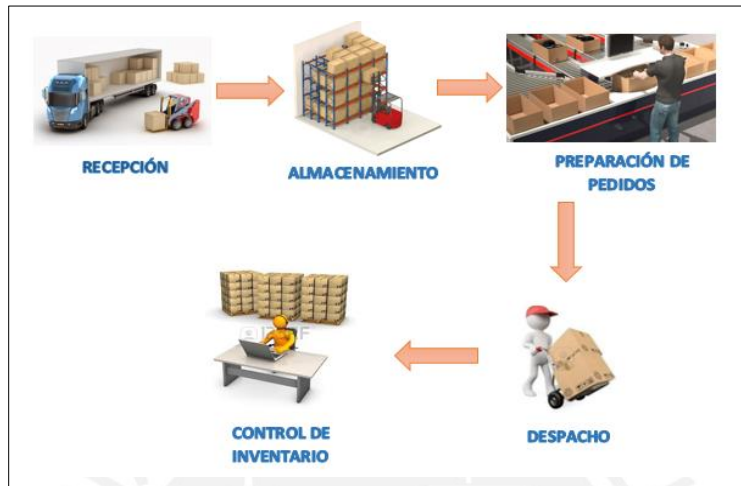 RECEPCIÓN
ALMACENAMIENTO
PREPARACIÓN DE
PEDIDOS
CONTROL DE
INVENTARIO
DESPACHO